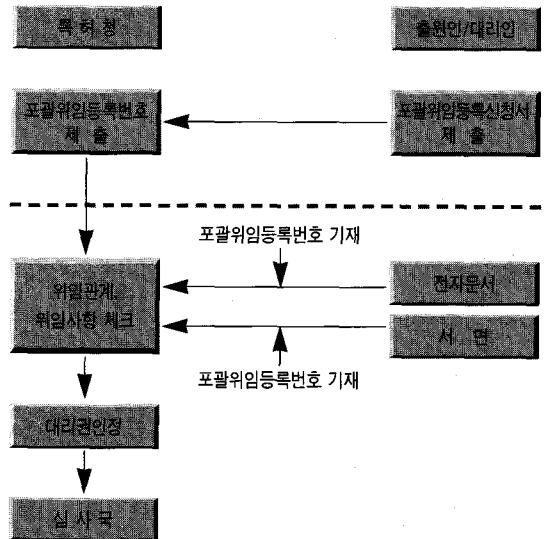 특 허 청
출원인/대리인
포괄위임등록번호
제 출
포괄위임등록신청서
제 출
포괄위임등록번호 기재
위임관계,
위임사항 체크
전자문서
서 면
포괄위임등록번호 기재
대리권인정
심 사 국